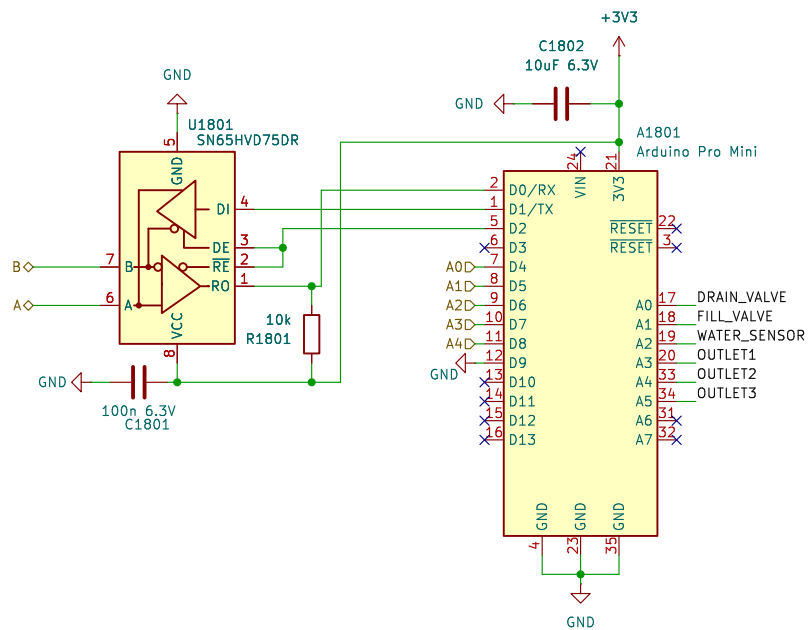 +3V3
C1802
10uF 6.3V
GND
GND
U1801
SN65HVD75DR
A1801
Arduino Pro Mini
5
GND
24
VIN
21
3V3
2 D0/RX
1 D1/TX
5 D2
6 D3
A0 7 D4
A1 8 D5
A2 9 D6
A3 10 D7
A4 11 D8
GND 12 D9
13 D10
14 D11
15 D12
16 D13
DI 4
DE 3
RE 2
RO 1
B 7 B
A 6 A
VCC
8
10k
R1801
GND
100n 6.3V
C1801
RESET 22
RESET 3
A0 17 DRAIN_VALVE
A1 18 FILL_VALVE
A2 19 WATER_SENSOR
A3 20 OUTLET1
A4 33 OUTLET2
A5 34 OUTLET3
A6 31
A7 32
GND GND GND
4 23 35
GND